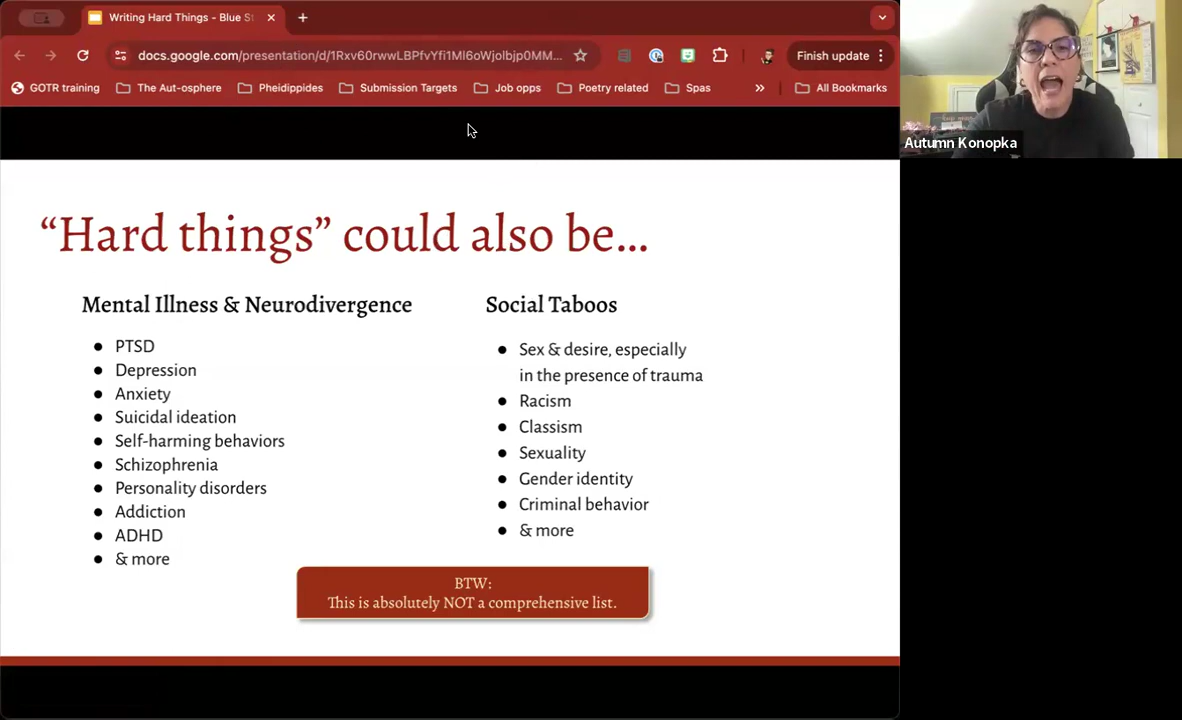 Writing Hard Things - Blue St
docs.google.com/presentation/d/1Rxv60rwwLBPfvYfi1Ml6oWjolbjp0MM...
Finish update
GOTR training
The Aut-osphere
Pheidippides
Submission Targets
Job opps
Poetry related
Spas
»
All Bookmarks
Autumn Konopka
“Hard things” could also be...
Mental Illness & Neurodivergence
● PTSD
● Depression
● Anxiety
● Suicidal ideation
● Self-harming behaviors
● Schizophrenia
● Personality disorders
● Addiction
● ADHD
● & more
Social Taboos
● Sex & desire, especially
in the presence of trauma
● Racism
● Classism
● Sexuality
● Gender identity
● Criminal behavior
● & more
BTW:
This is absolutely NOT a comprehensive list.